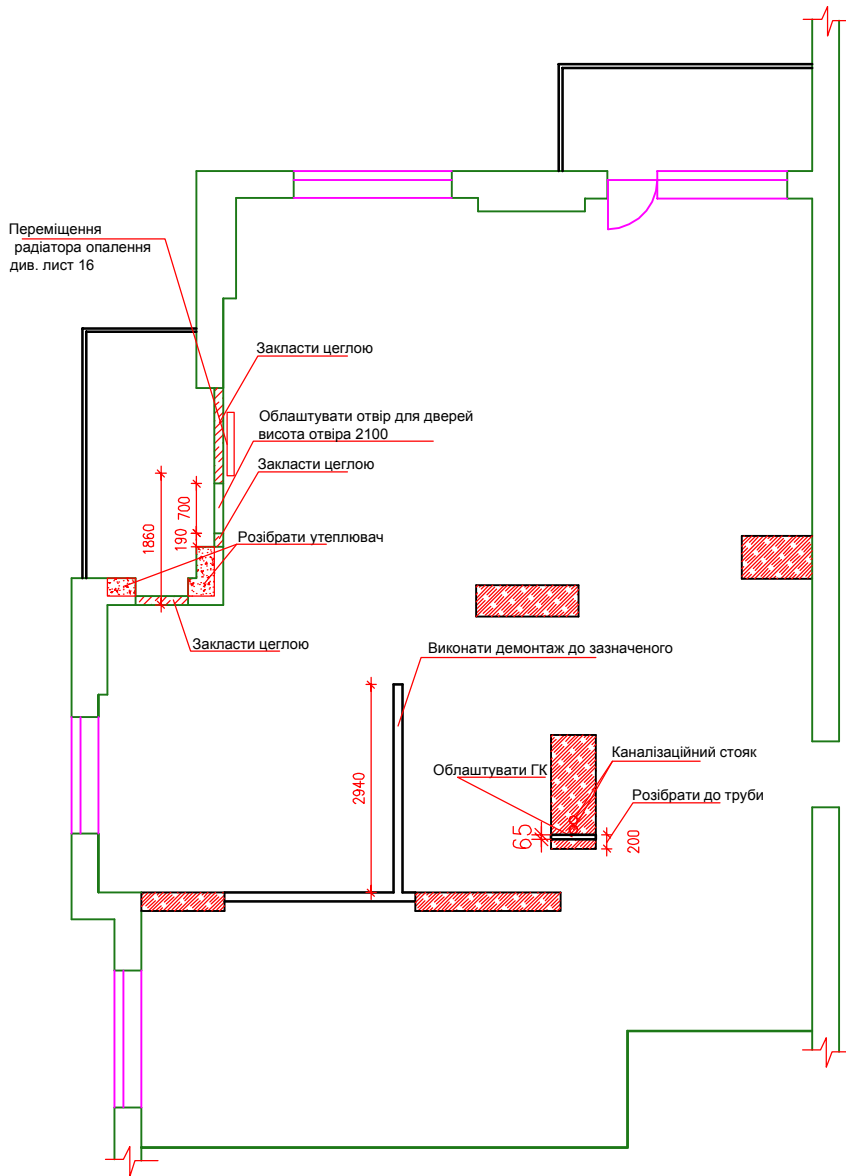 Переміщення
радіатора опалення
див. лист 16
Закласти цеглою
Облаштувати отвір для дверей
висота отвіра 2100
Закласти цеглою
700
1860
190
Розібрати утеплювач
Закласти цеглою
Виконати демонтаж до зазначеного
2940
Каналізаційний стояк
Облаштувати ГК
Розібрати до труби
65
200